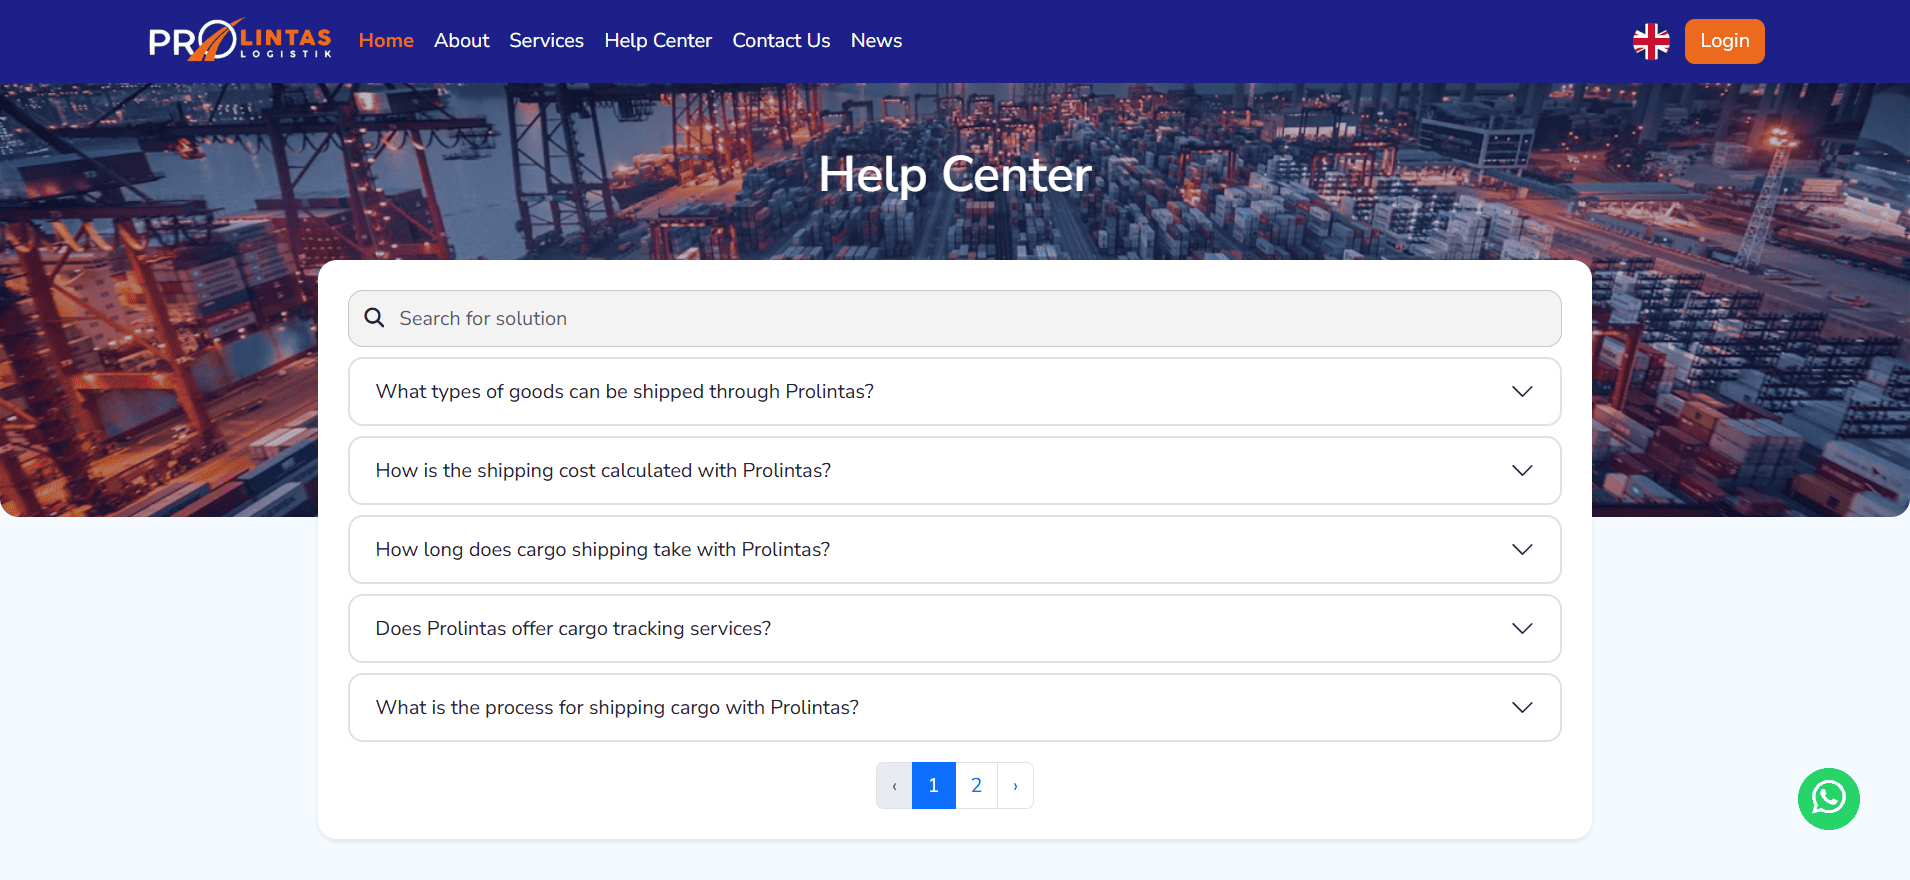 PROLINTAS LOGISTIK
Home About Services Help Center Contact Us News
Login
Help Center
Search for solution
What types of goods can be shipped through Prolintas?
How is the shipping cost calculated with Prolintas?
How long does cargo shipping take with Prolintas?
Does Prolintas offer cargo tracking services?
What is the process for shipping cargo with Prolintas?
‹ 1 2 ›